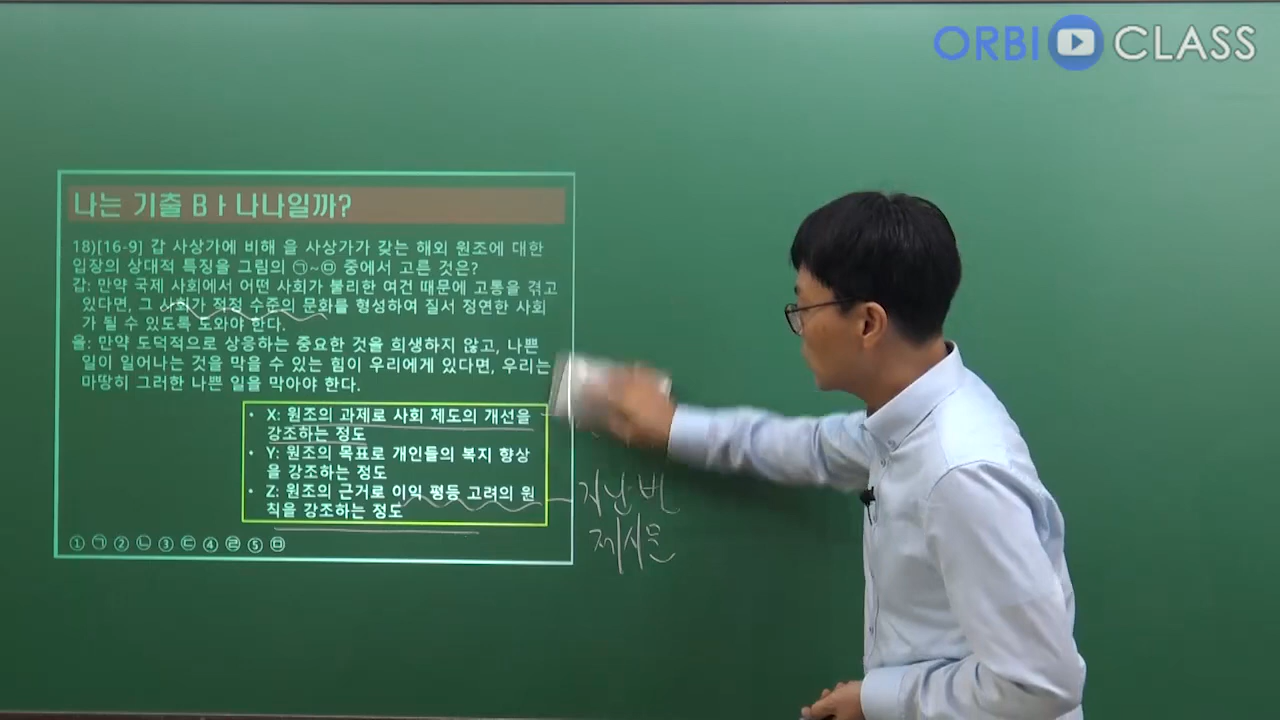 ORBI CLASS
나는 기출 Bㅏ나나일까?
18)[16-9] 갑 사상가에 비해 을 사상가가 갖는 해외 원조에 대한
입장의 상대적 특징을 그림의 ㉠~㉤ 중에서 고른 것은?
갑: 만약 국제 사회에서 어떤 사회가 불리한 여건 때문에 고통을 겪고
있다면, 그 사회가 적정 수준의 문화를 형성하여 질서 정연한 사회
가 될 수 있도록 도와야 한다.
을: 만약 도덕적으로 상응하는 중요한 것을 희생하지 않고, 나쁜
일이 일어나는 것을 막을 수 있는 힘이 우리에게 있다면, 우리는
마땅히 그러한 나쁜 일을 막아야 한다.
• X: 원조의 과제로 사회 제도의 개선을
강조하는 정도
• Y: 원조의 목표로 개인들의 복지 향상
을 강조하는 정도
• Z: 원조의 근거로 이익 평등 고려의 원
칙을 강조하는 정도
지난번
제시문
① ㉠ ② ㉡ ③ ㉢ ④ ㉣ ⑤ ㉤